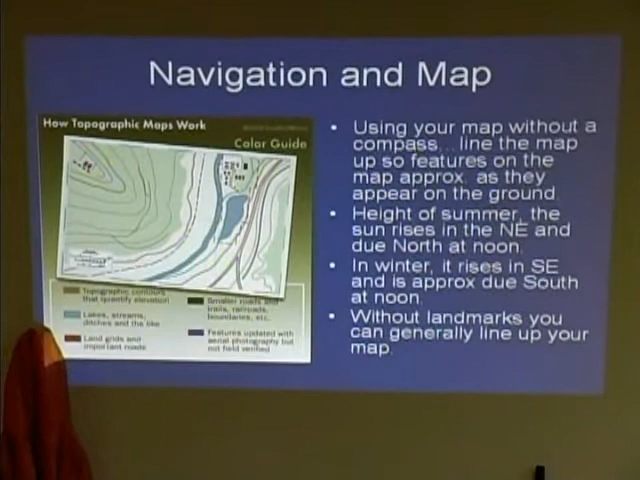 Navigation and Map
How Topographic Maps Work
Color Guide
Topographic contours
that quantify elevation
Lakes, streams,
ditches and the like
Land grids and
important roads
Smaller roads and
trails, railroads,
boundaries, etc.
Features updated with
aerial photography but
not field verified
• Using your map without a
compass... line the map
up so features on the
map approx. as they
appear on the ground.
• Height of summer, the
sun rises in the NE and
due North at noon.
• In winter, it rises in SE
and is approx due South
at noon.
• Without landmarks you
can generally line up your
map.